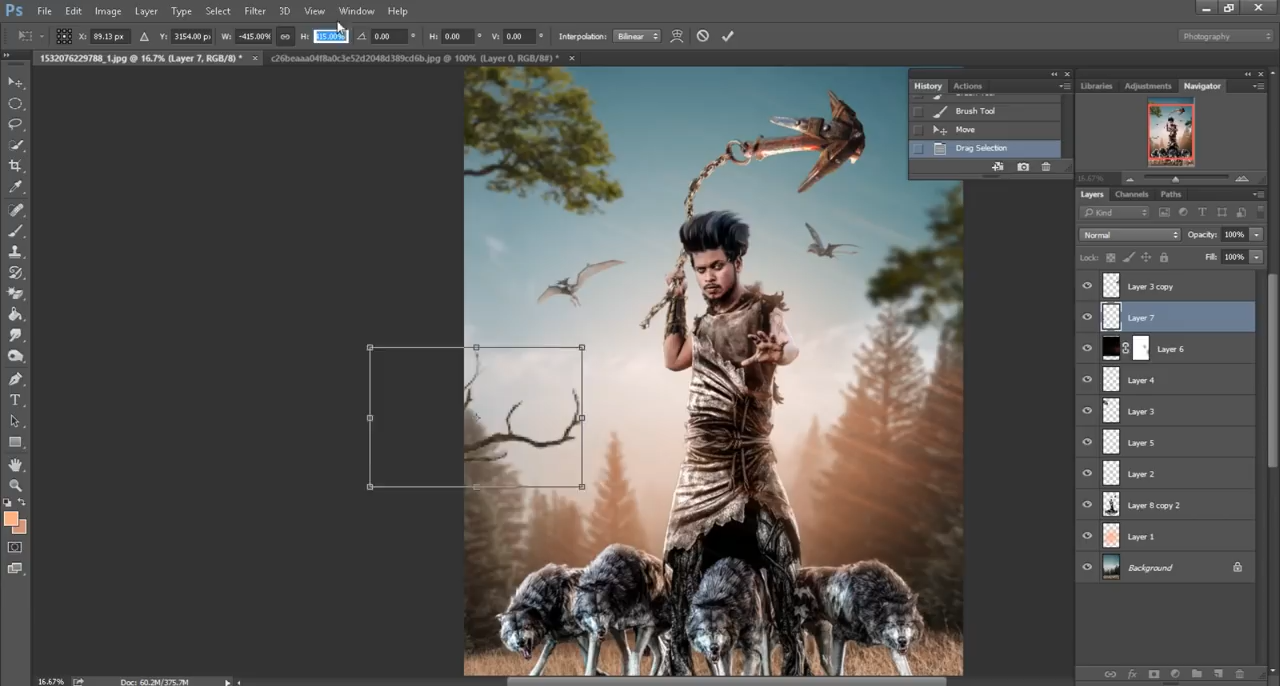 Ps File Edit Image Layer Type Select Filter 3D View Window Help
X: 89.13 px Y: 3154.00 px W: -415.00% H: 415.00% 0.00 ° H: 0.00 ° V: 0.00 ° Interpolation: Bilinear Photography
1532076229788_1.jpg @ 16.7% (Layer 7, RGB/8) * × c26beaaa04f8a0c3e52d2048d389cd6b.jpg @ 100% (Layer 0, RGB/8#) * ×
History Actions
Brush Tool
Move
Drag Selection
Libraries Adjustments Navigator
16.67%
Layers Channels Paths
Kind
Normal Opacity: 100%
Lock: Fill: 100%
Layer 3 copy
Layer 7
Layer 6
Layer 4
Layer 3
Layer 5
Layer 2
Layer 8 copy 2
Layer 1
Background
16.67% Doc: 60.2M/375.7M